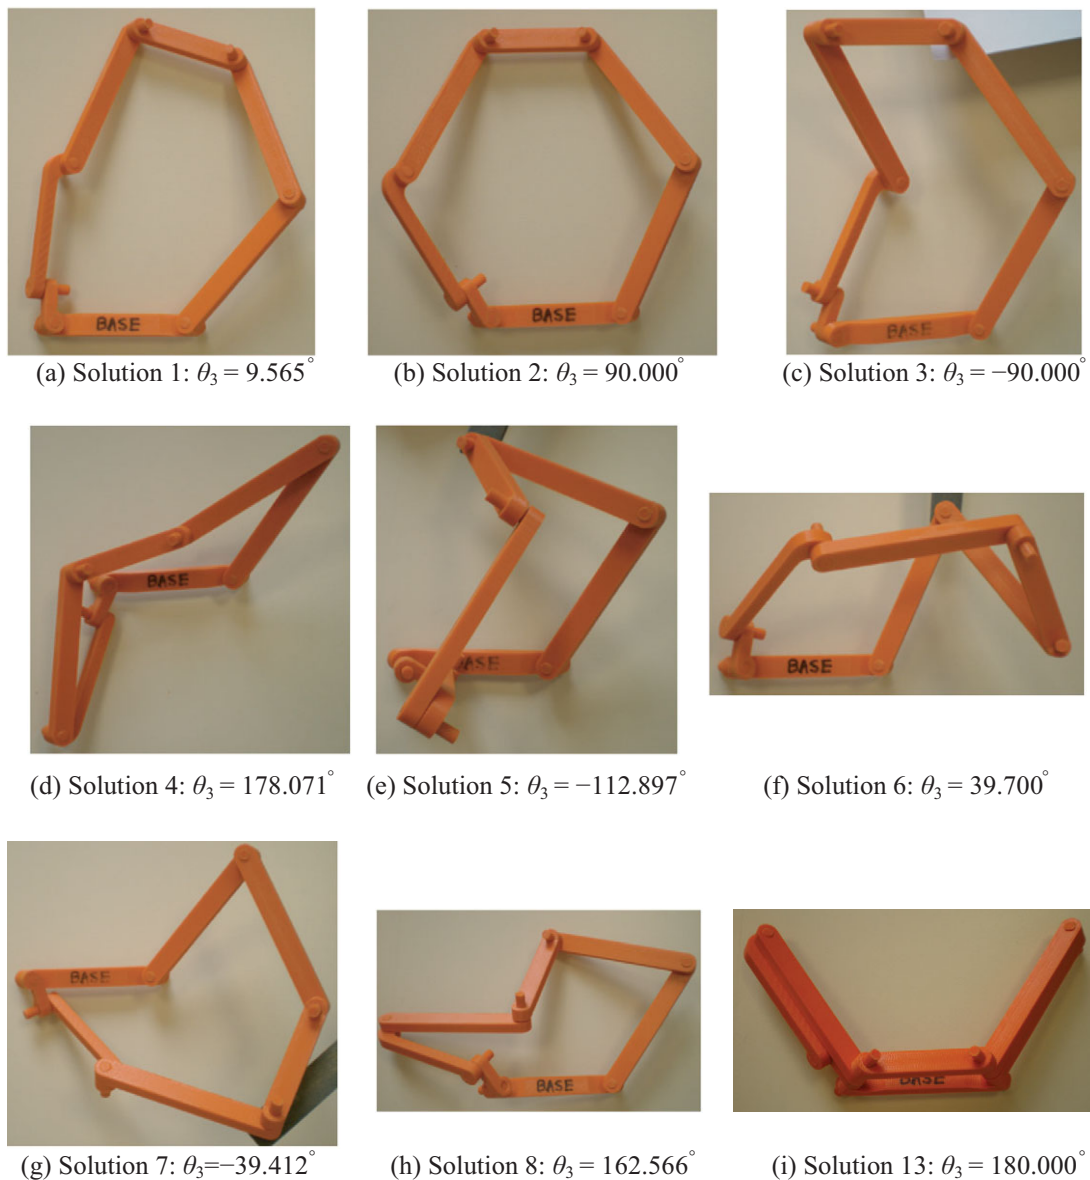 BASE
BASE
BASE
(a) Solution 1: θ₃ = 9.565°
(b) Solution 2: θ₃ = 90.000°
(c) Solution 3: θ₃ = −90.000°
BASE
BASE
BASE
(d) Solution 4: θ₃ = 178.071°
(e) Solution 5: θ₃ = −112.897°
(f) Solution 6: θ₃ = 39.700°
BASE
BASE
BASE
(g) Solution 7: θ₃=−39.412°
(h) Solution 8: θ₃ = 162.566°
(i) Solution 13: θ₃ = 180.000°